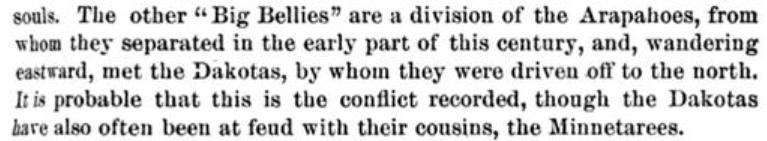 souls. The other “Big Bellies” are a division of the Arapahoes, from
whom they separated in the early part of this century, and, wandering
eastward, met the Dakotas, by whom they were driven off to the north.
It is probable that this is the conflict recorded, though the Dakotas
have also often been at feud with their cousins, the Minnetarees.